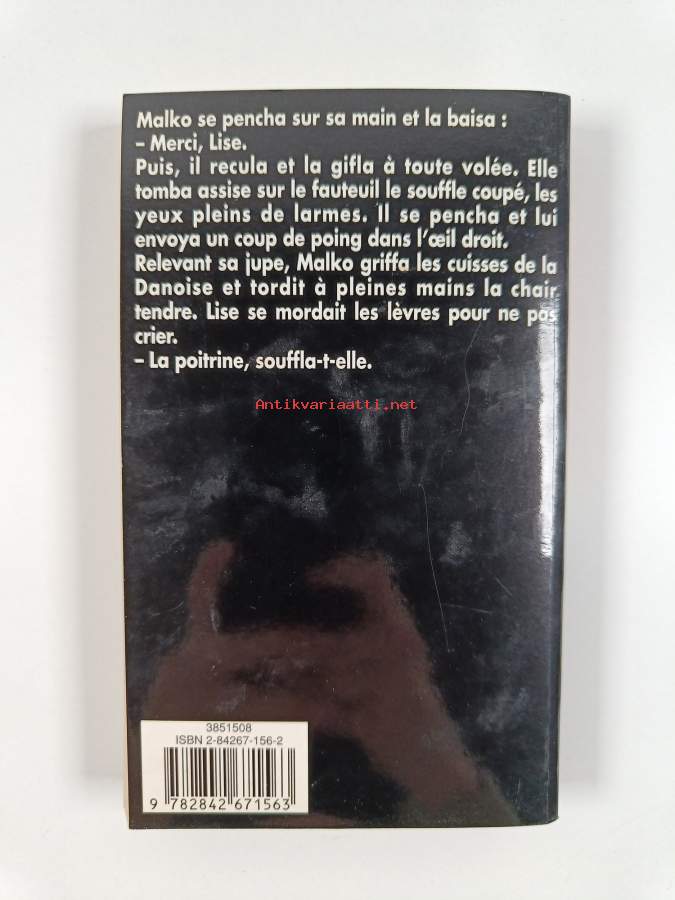 Malko se pencha sur sa main et la baisa :
– Merci, Lise.
Puis, il recula et la gifla à toute volée. Elle
tomba assise sur le fauteuil le souffle coupé, les
yeux pleins de larmes. Il se pencha et lui
envoya un coup de poing dans l'œil droit.
Relevant sa jupe, Malko griffa les cuisses de la
Danoise et tordit à pleines mains la chair
tendre. Lise se mordait les lèvres pour ne pas
crier.
– La poitrine, souffla-t-elle.
Antikvariaatti.net
3851508
ISBN 2-84267-156-2
9 782842 671563